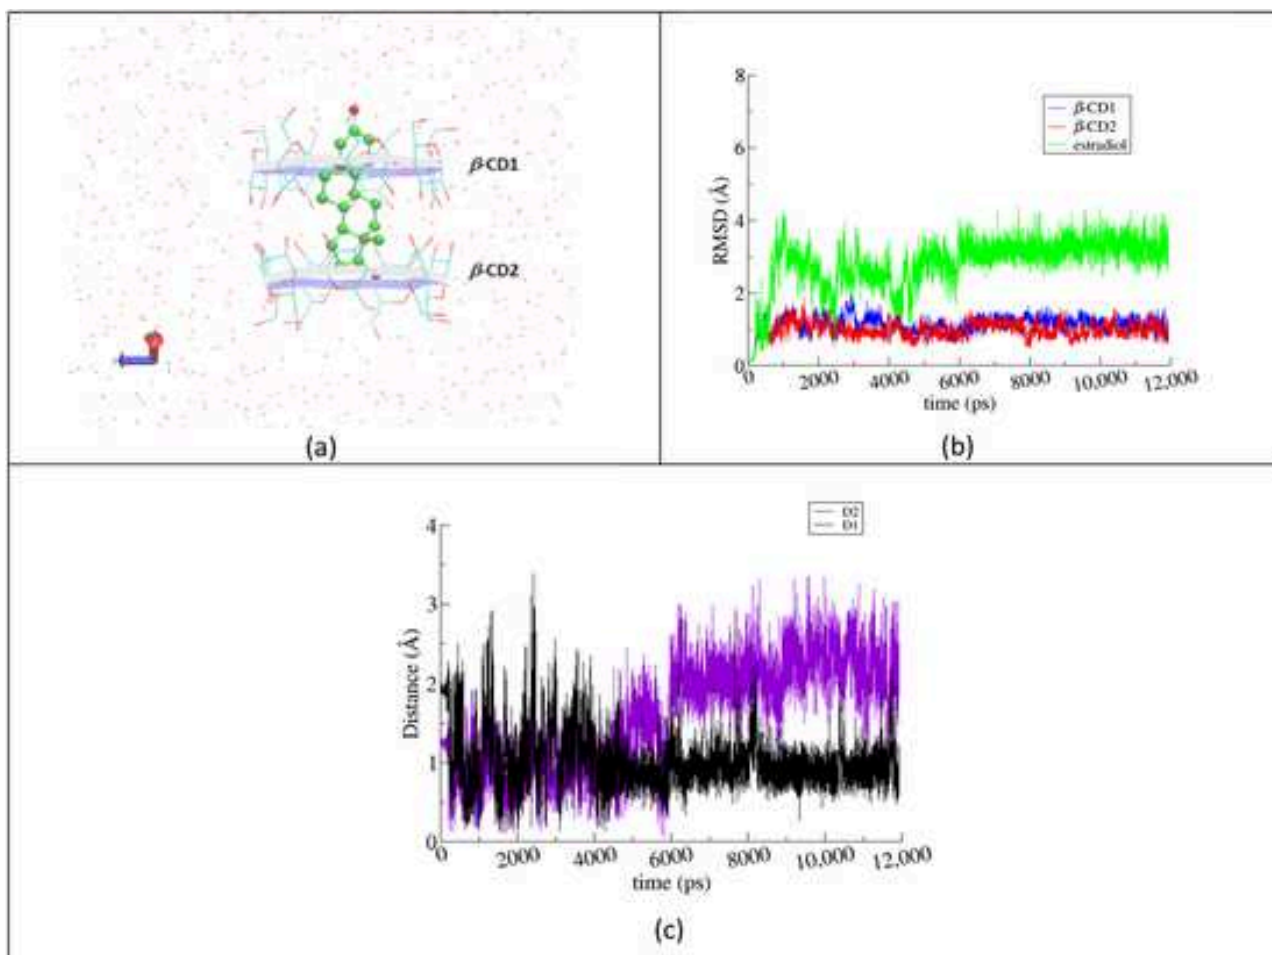 β-CD1
β-CD2
(a)
8
6
4
2
0
RMSD (Å)
β-CD1
β-CD2
estradiol
0
2000
4000
6000
8000
10,000
12,000
time (ps)
(b)
4
3
2
1
0
Distance (Å)
D2
D1
0
2000
4000
6000
8000
10,000
12,000
time (ps)
(c)